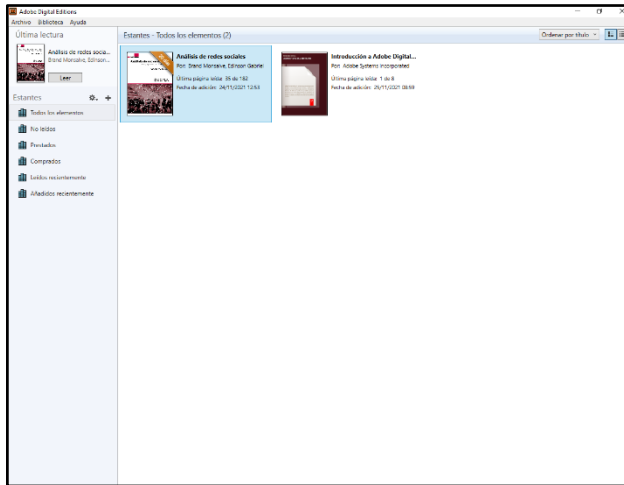 Adobe Digital Editions
Archivo Biblioteca Ayuda
Última lectura
Análisis de redes socia...
Brand Monsalve, Edinson...
Leer
Estantes
Todos los elementos
No leídos
Prestados
Comprados
Leídos recientemente
Añadidos recientemente
Estantes - Todos los elementos (2)
Ordenar por título
Análisis de redes sociales
Por: Brand Monsalve, Edinson Gabriel
Última página leída: 35 de 182
Fecha de adición: 24/11/2021 12:53
Introducción a Adobe Digital...
Por: Adobe Systems Incorporated
Última página leída: 1 de 8
Fecha de adición: 25/11/2021 08:59